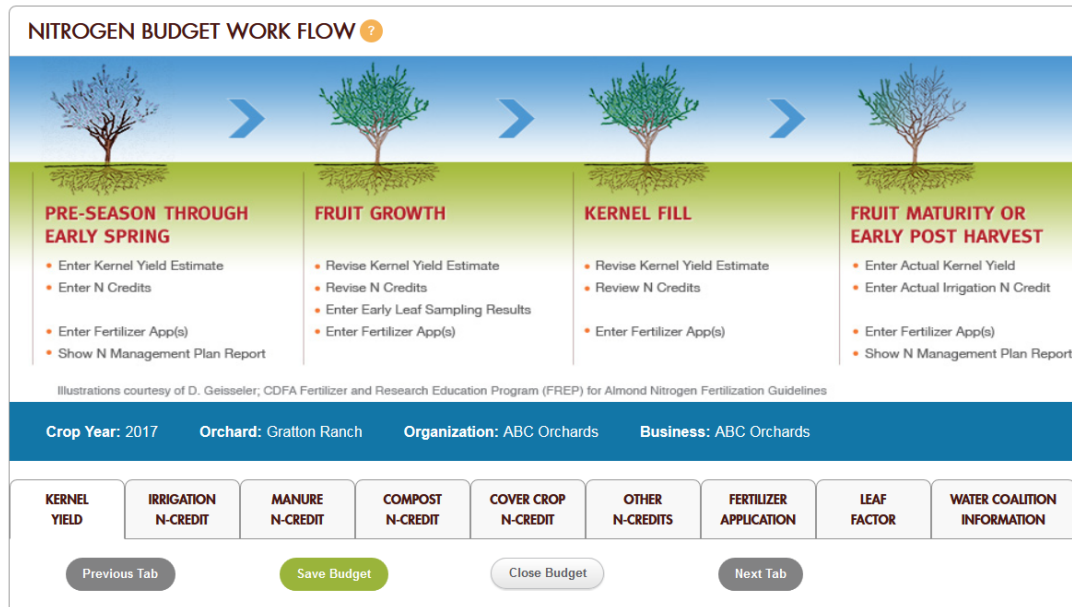 NITROGEN BUDGET WORK FLOW ?
PRE-SEASON THROUGH
EARLY SPRING
• Enter Kernel Yield Estimate
• Enter N Credits
• Enter Fertilizer App(s)
• Show N Management Plan Report
FRUIT GROWTH
• Revise Kernel Yield Estimate
• Revise N Credits
• Enter Early Leaf Sampling Results
• Enter Fertilizer App(s)
KERNEL FILL
• Revise Kernel Yield Estimate
• Review N Credits
• Enter Fertilizer App(s)
FRUIT MATURITY OR
EARLY POST HARVEST
• Enter Actual Kernel Yield
• Enter Actual Irrigation N Credit
• Enter Fertilizer App(s)
• Show N Management Plan Report
Illustrations courtesy of D. Geisseler; CDFA Fertilizer and Research Education Program (FREP) for Almond Nitrogen Fertilization Guidelines
Crop Year: 2017 Orchard: Gratton Ranch Organization: ABC Orchards Business: ABC Orchards
KERNEL
YIELD
IRRIGATION
N-CREDIT
MANURE
N-CREDIT
COMPOST
N-CREDIT
COVER CROP
N-CREDIT
OTHER
N-CREDITS
FERTILIZER
APPLICATION
LEAF
FACTOR
WATER COALITION
INFORMATION
Previous Tab
Save Budget
Close Budget
Next Tab